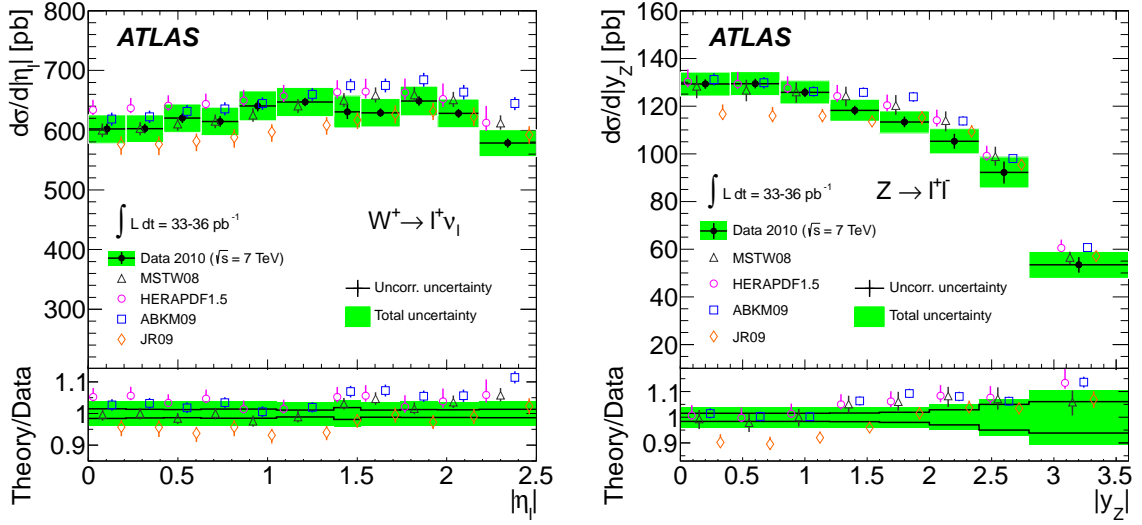 dσ/d|η_l| [pb]
ATLAS
700
600
500
400
300
∫ L dt = 33-36 pb⁻¹
W⁺ → l⁺ν_l
Data 2010 (√s = 7 TeV)
MSTW08
HERAPDF1.5
ABKM09
JR09
Uncorr. uncertainty
Total uncertainty
Theory/Data
1.1
1
0.9
0 0.5 1 1.5 2 2.5
|η_l|
dσ/d|y_Z| [pb]
ATLAS
160
140
120
100
80
60
40
20
∫ L dt = 33-36 pb⁻¹
Z → l⁺l⁻
Data 2010 (√s = 7 TeV)
MSTW08
HERAPDF1.5
ABKM09
JR09
Uncorr. uncertainty
Total uncertainty
Theory/Data
1.1
1
0.9
0 0.5 1 1.5 2 2.5 3 3.5
|y_Z|